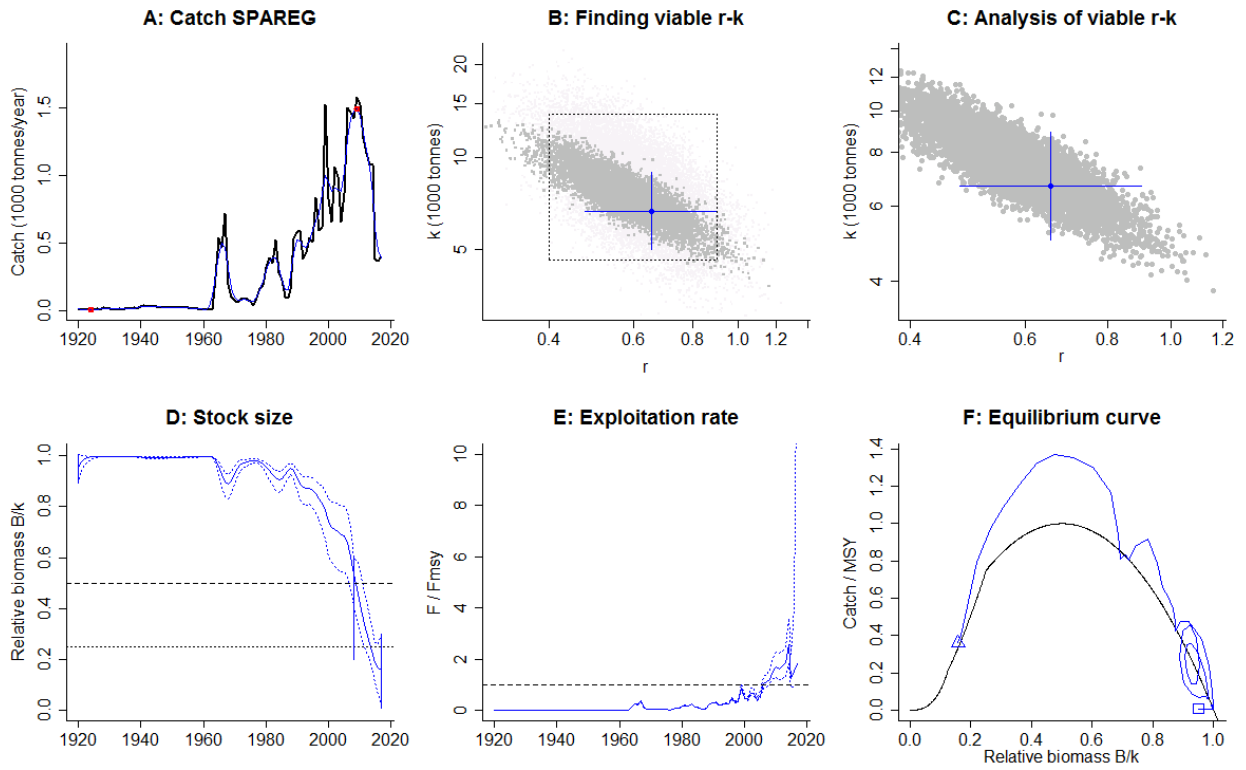 A: Catch SPAREG
Catch (1000 tonnes/year)
0.0 0.5 1.0 1.5
1920 1940 1960 1980 2000 2020
B: Finding viable r-k
k (1000 tonnes)
5 10 15 20
0.4 0.6 0.8 1.0 1.2
r
C: Analysis of viable r-k
k (1000 tonnes)
4 6 8 10 12
0.4 0.6 0.8 1.0 1.2
r
D: Stock size
Relative biomass B/k
0.0 0.2 0.4 0.6 0.8 1.0
1920 1940 1960 1980 2000 2020
E: Exploitation rate
F / Fmsy
0 2 4 6 8 10
1920 1940 1960 1980 2000 2020
F: Equilibrium curve
Catch / MSY
0.0 0.2 0.4 0.6 0.8 1.0 1.2 1.4
0.0 0.2 0.4 0.6 0.8 1.0
Relative biomass B/k